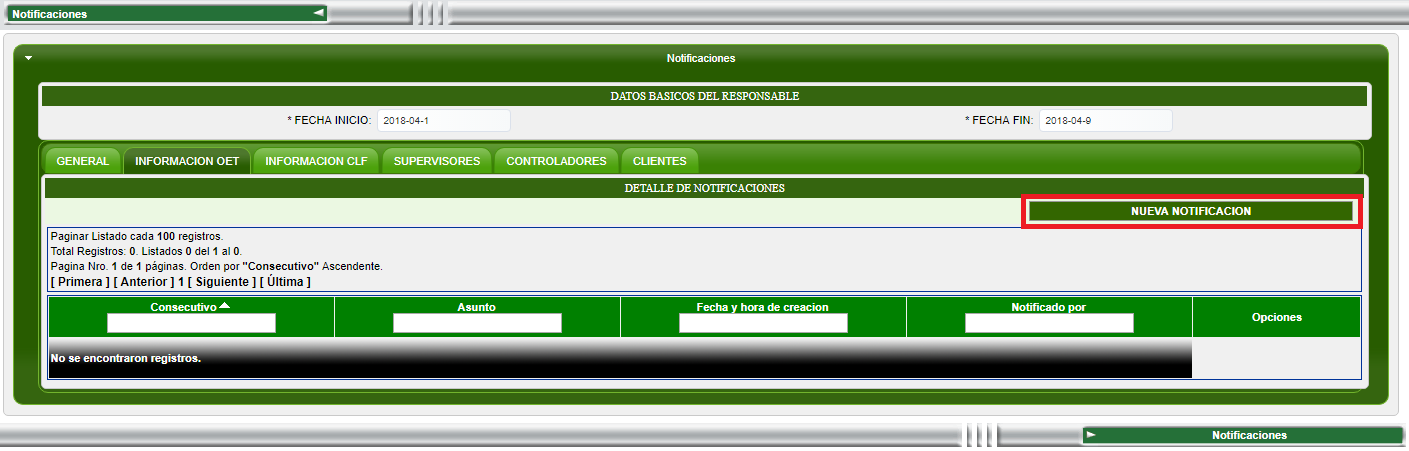 Notificaciones
Notificaciones
DATOS BASICOS DEL RESPONSABLE
* FECHA INICIO: 2018-04-1 * FECHA FIN: 2018-04-9
GENERAL INFORMACION OET INFORMACION CLF SUPERVISORES CONTROLADORES CLIENTES
DETALLE DE NOTIFICACIONES
NUEVA NOTIFICACION
Paginar Listado cada 100 registros.
Total Registros: 0. Listados 0 del 1 al 0.
Pagina Nro. 1 de 1 páginas. Orden por "Consecutivo" Ascendente.
[ Primera ] [ Anterior ] 1 [ Siguiente ] [ Última ]
Consecutivo Asunto Fecha y hora de creacion Notificado por Opciones
No se encontraron registros.
Notificaciones